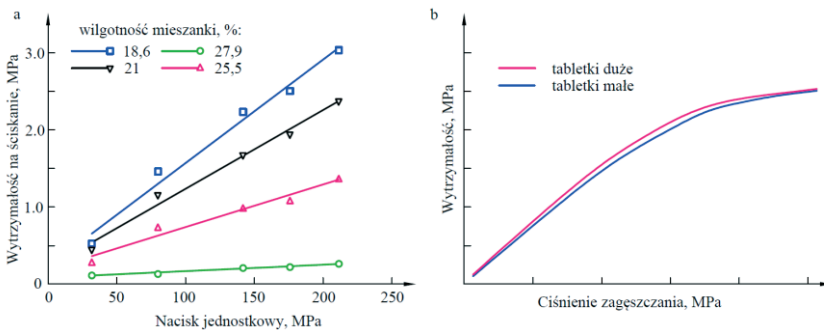 a
wilgotność mieszanki, %:
18,6
27,9
21
25,5
Wytrzymałość na ściskanie, MPa
3.0
2.0
1.0
0
0
50
100
150
200
250
Nacisk jednostkowy, MPa
b
tabletki duże
tabletki małe
Wytrzymałość, MPa
Ciśnienie zagęszczania, MPa